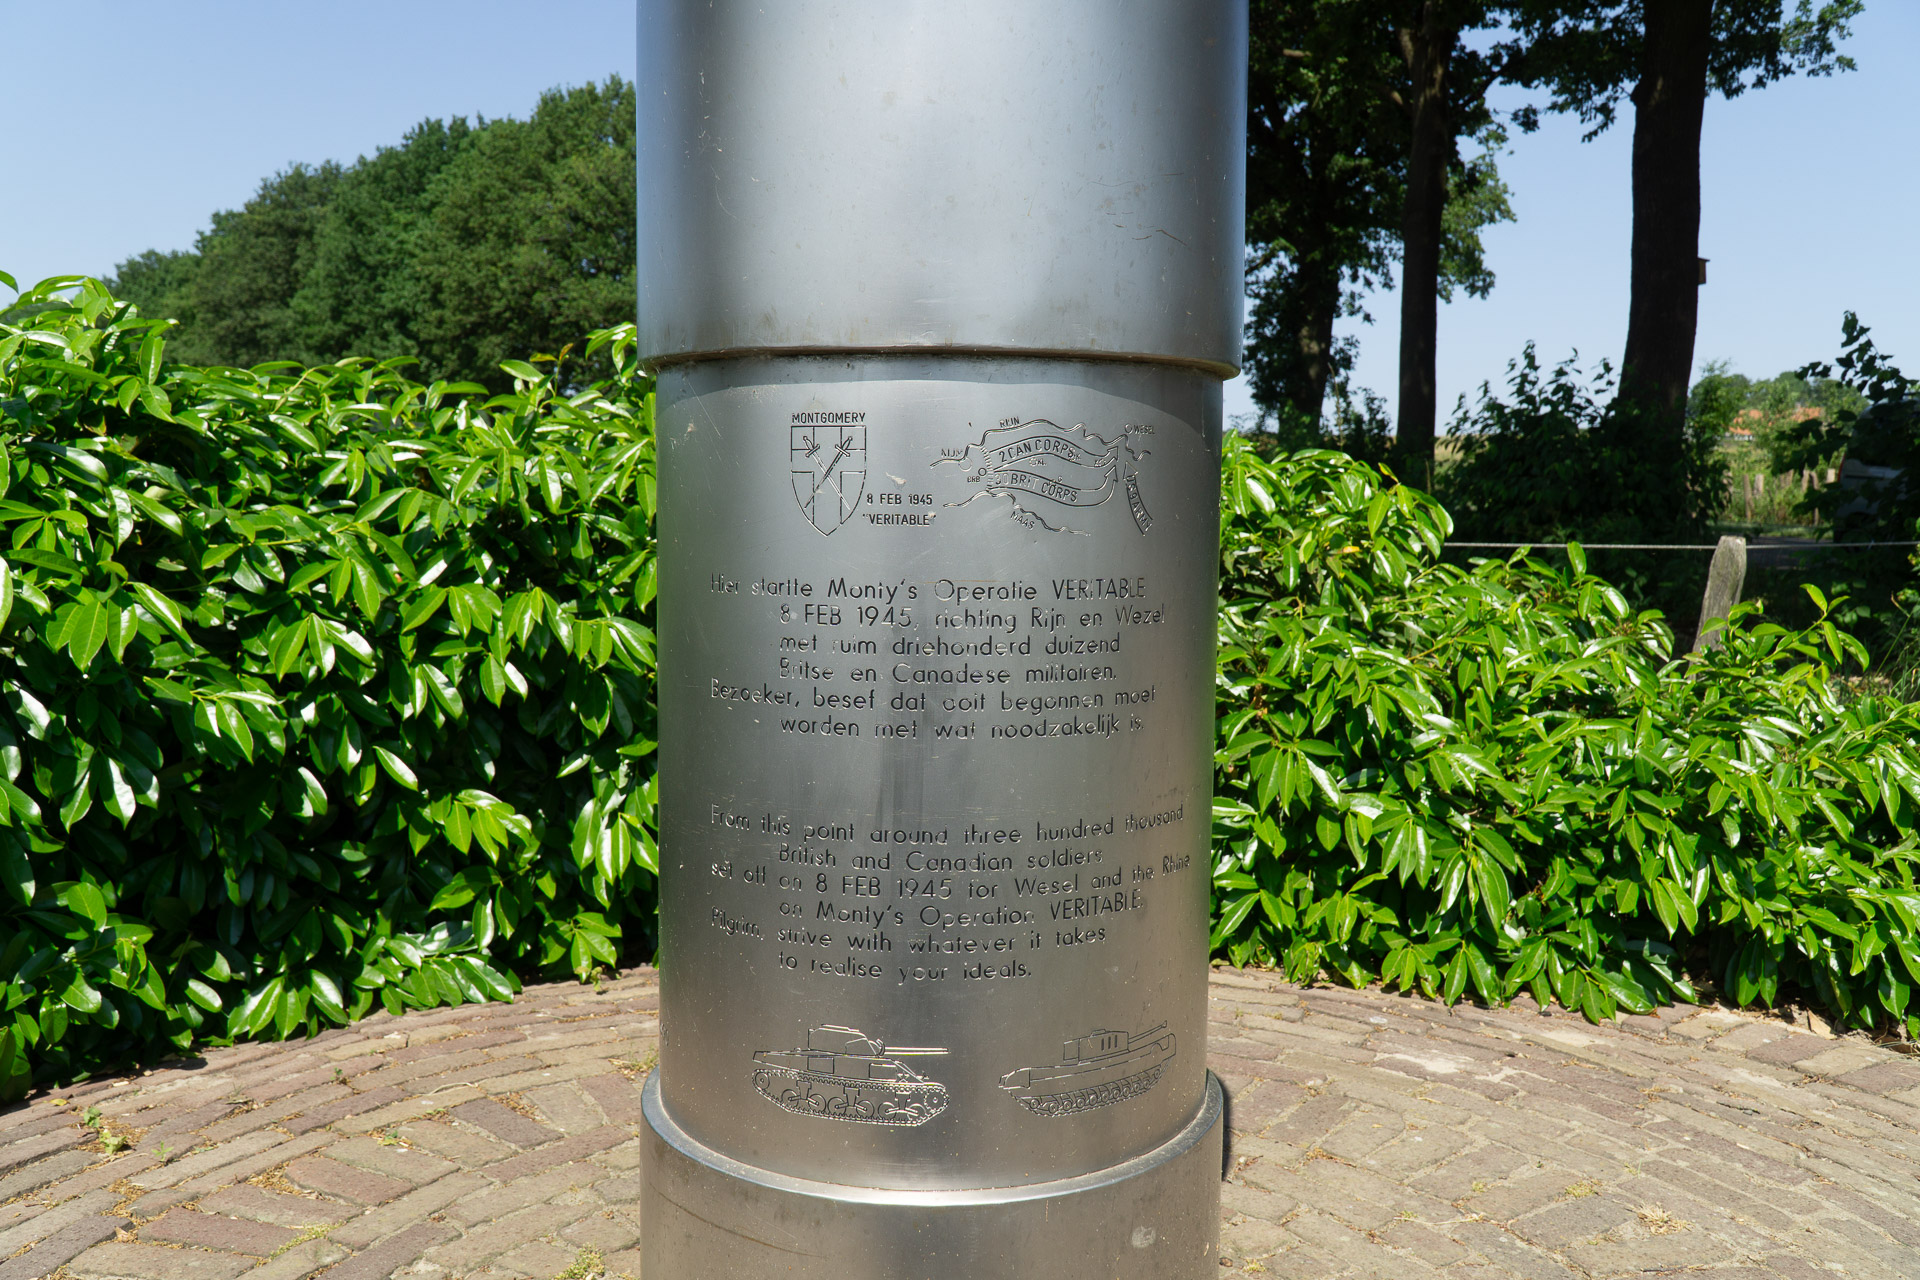 MONTGOMERY
8 FEB 1945
"VERITABLE"
RIJN
WESEL
NIJM
2 CAN CORPS
GRB
30 BRIT CORPS
MAAS
Hier startte Monty's Operatie VERITABLE
8 FEB 1945, richting Rijn en Wezel
met ruim driehonderd duizend
Britse en Canadese militairen.
Bezoeker, besef dat ooit begonnen moet
worden met wat noodzakelijk is.
From this point around three hundred thousand
British and Canadian soldiers
set off on 8 FEB 1945 for Wesel and the Rhine
on Monty's Operation VERITABLE.
Pilgrim, strive with whatever it takes
to realise your ideals.